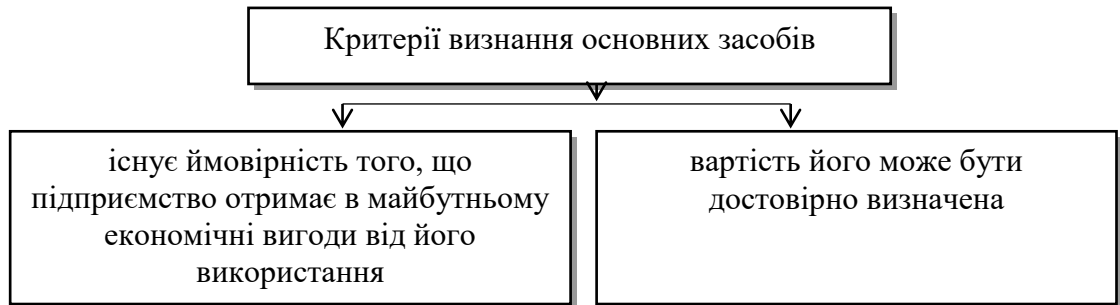 Критерії визнання основних засобів
існує ймовірність того, що
підприємство отримає в майбутньому
економічні вигоди від його
використання
вартість його може бути
достовірно визначена